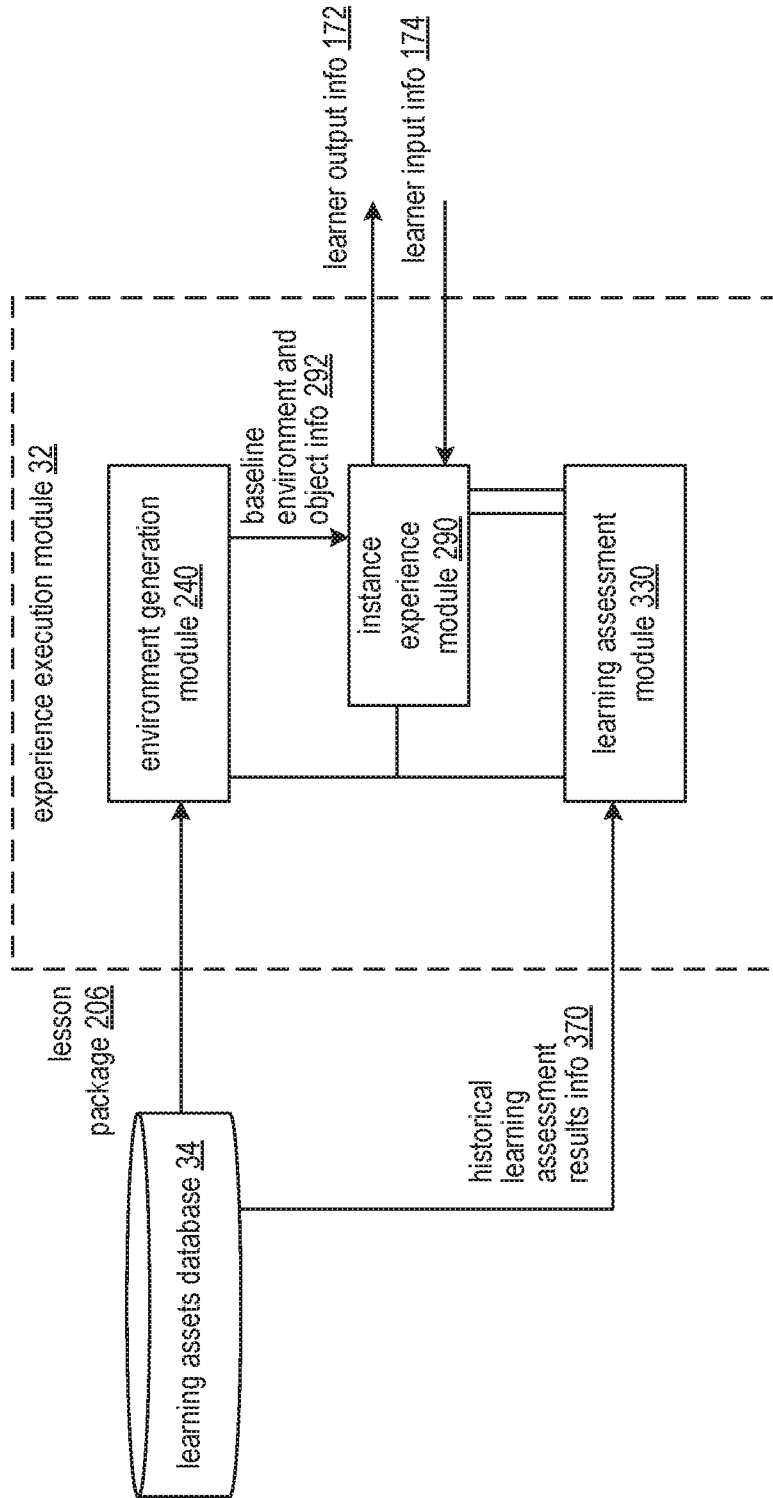 experience execution module 32
lesson
package 206
learning assets database 34
environment generation
module 240
baseline
environment and
object info 292
learner output info 172
instance
experience
module 290
learner input info 174
historical
learning
assessment
results info 370
learning assessment
module 330